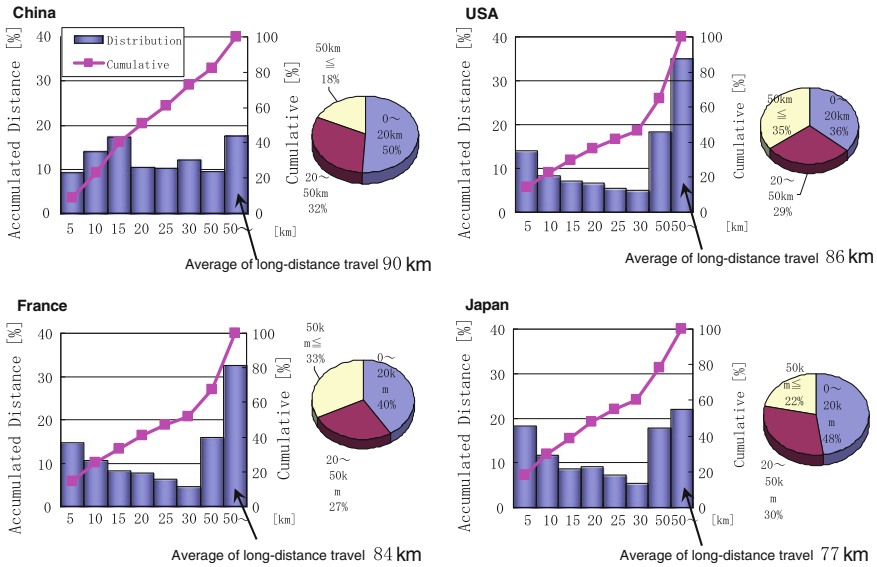 China
Accumulated Distance [%]
40
30
20
10
0
Distribution
Cumulative
5 10 15 20 25 30 50 50~ [km]
100
80
60
40
20
0
Cumulative [%]
50km
≦
18%
0~
20km
50%
20~
50km
32%
Average of long-distance travel 90 km
USA
Accumulated Distance [%]
40
30
20
10
0
5 10 15 20 25 30 50 50~ [km]
100
80
60
40
20
0
Cumulative [%]
50km
≦
35%
0~
20km
36%
20~
50km
29%
Average of long-distance travel 86 km
France
Accumulated Distance [%]
40
30
20
10
0
5 10 15 20 25 30 50 50~ [km]
100
80
60
40
20
0
Cumulative [%]
50k
m≦
33%
0~
20k
m
40%
20~
50k
m
27%
Average of long-distance travel 84 km
Japan
Accumulated Distance [%]
40
30
20
10
0
5 10 15 20 25 30 50 50~ [km]
100
80
60
40
20
0
Cumulative [%]
50k
m≦
22%
0~
20k
m
48%
20~
50k
m
30%
Average of long-distance travel 77 km